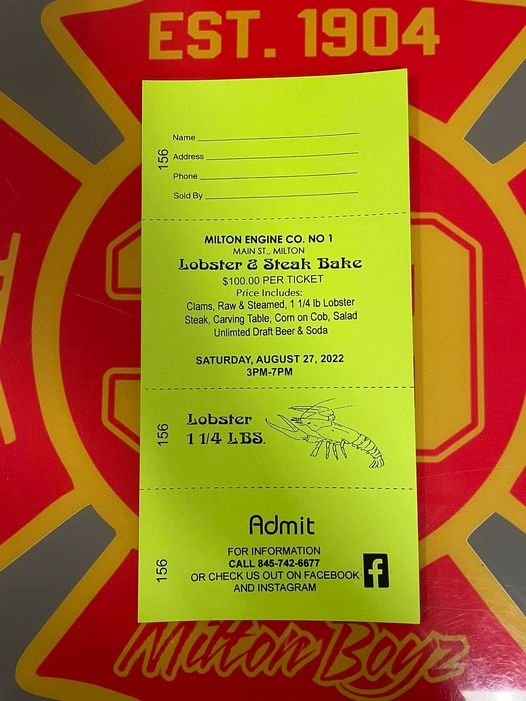 EST. 1904
Name
Address
Phone
Sold By
156
MILTON ENGINE CO. NO 1
MAIN ST., MILTON
Lobster & Steak Bake
$100.00 PER TICKET
Price Includes:
Clams, Raw & Steamed, 1 1/4 lb Lobster
Steak, Carving Table, Corn on Cob, Salad
Unlimted Draft Beer & Soda
SATURDAY, AUGUST 27, 2022
3PM-7PM
156
Lobster
1 1/4 LBS.
156
Admit
FOR INFORMATION
CALL 845-742-6677
OR CHECK US OUT ON FACEBOOK f
AND INSTAGRAM
Milton Boyz